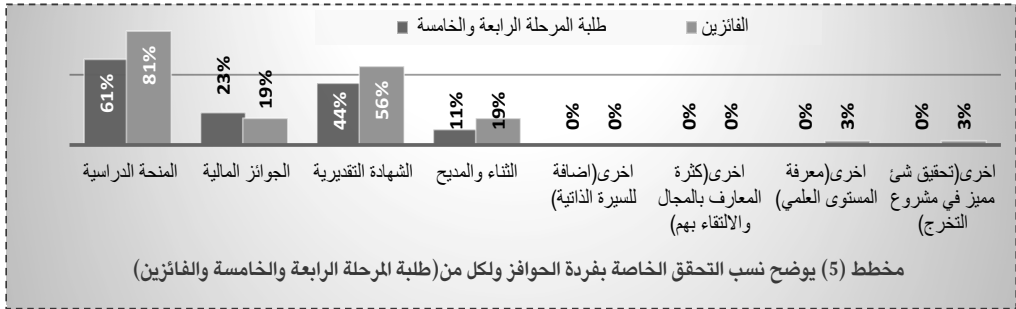 طلبة المرحلة الرابعة والخامسة
الفائزين
61%
81%
23%
19%
44%
56%
11%
19%
0%
0%
0%
0%
0%
3%
0%
3%
المنحة الدراسية
الجوائز المالية
الشهادة التقديرية
الثناء والمديح
اخرى(اضافة
للسيرة الذاتية)
اخرى(كثرة
المعارف بالمجال
والالتقاء بهم)
اخرى(معرفة
المستوى العلمي)
اخرى(تحقيق شئ
مميز في مشروع
التخرج)
مخطط (5) يوضح نسب التحقق الخاصة بفردة الحوافز ولكل من(طلبة المرحلة الرابعة والخامسة والفائزين)